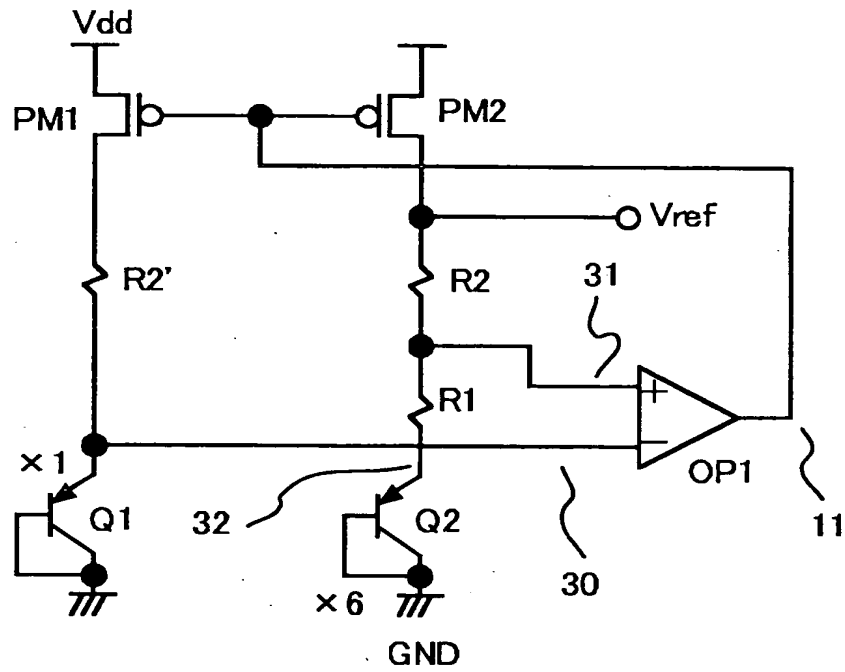 Vdd
PM1
PM2
Vref
R2'
R2
31
R1
+
−
OP1
×1
Q1
32
Q2
30
11
×6
GND